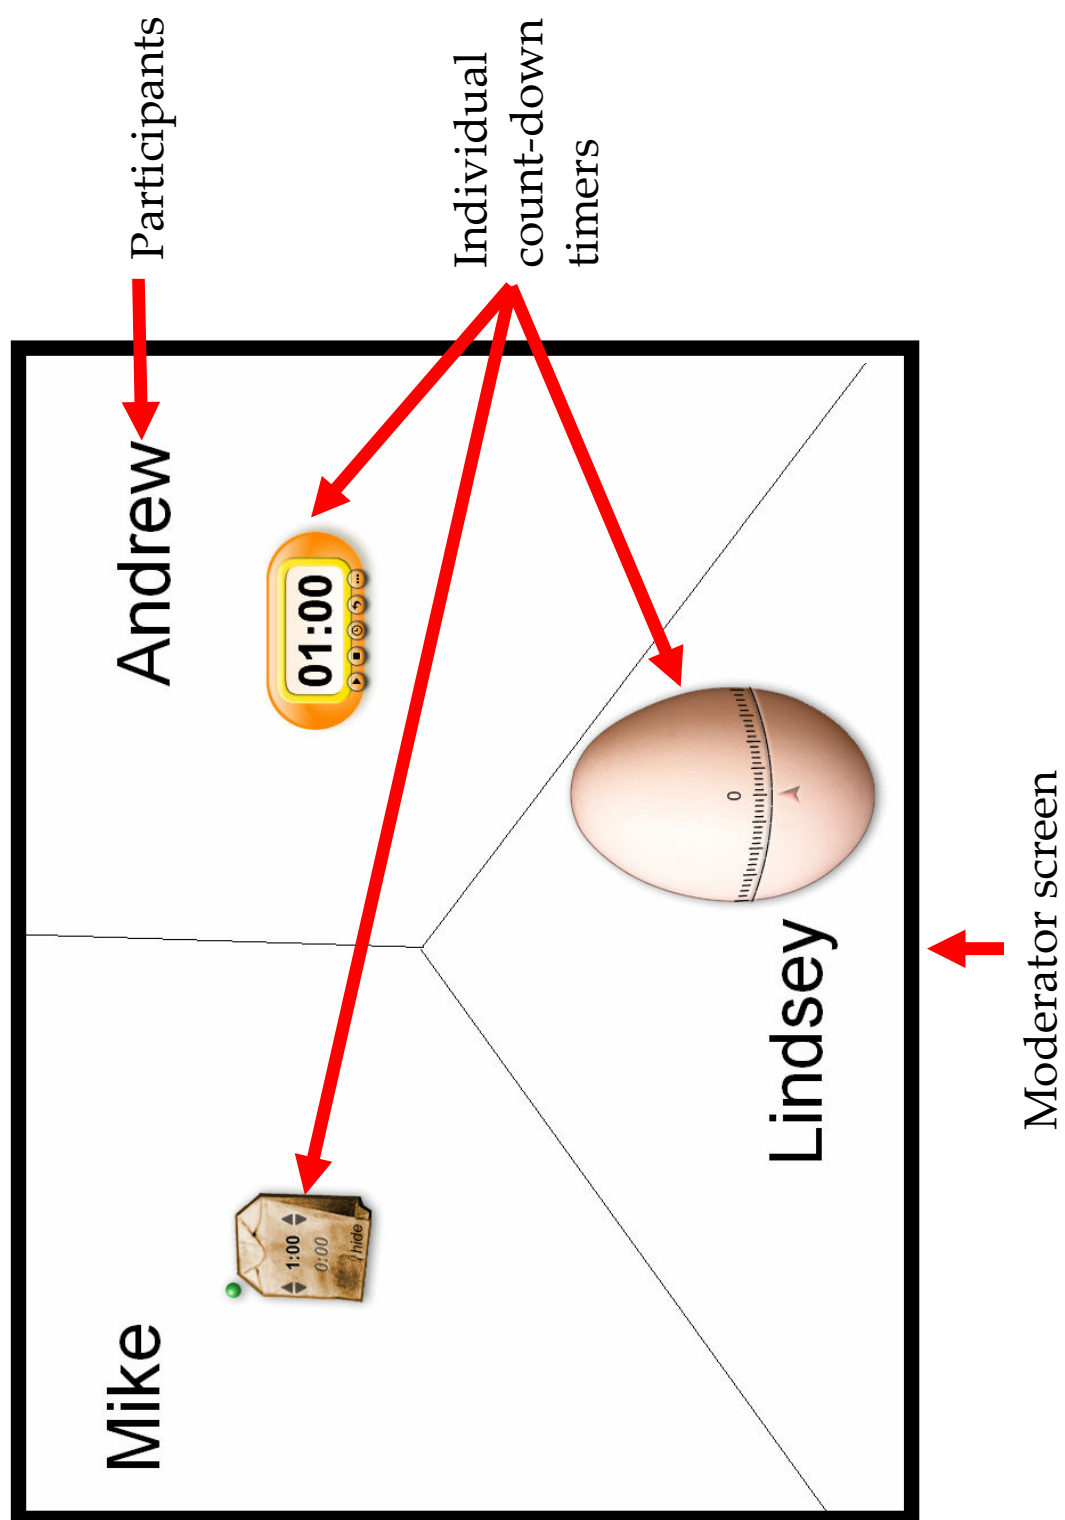 Mike
Andrew
Participants
1:00
0:00
hide
01:00
Individual
count-down
timers
0
Lindsey
Moderator screen